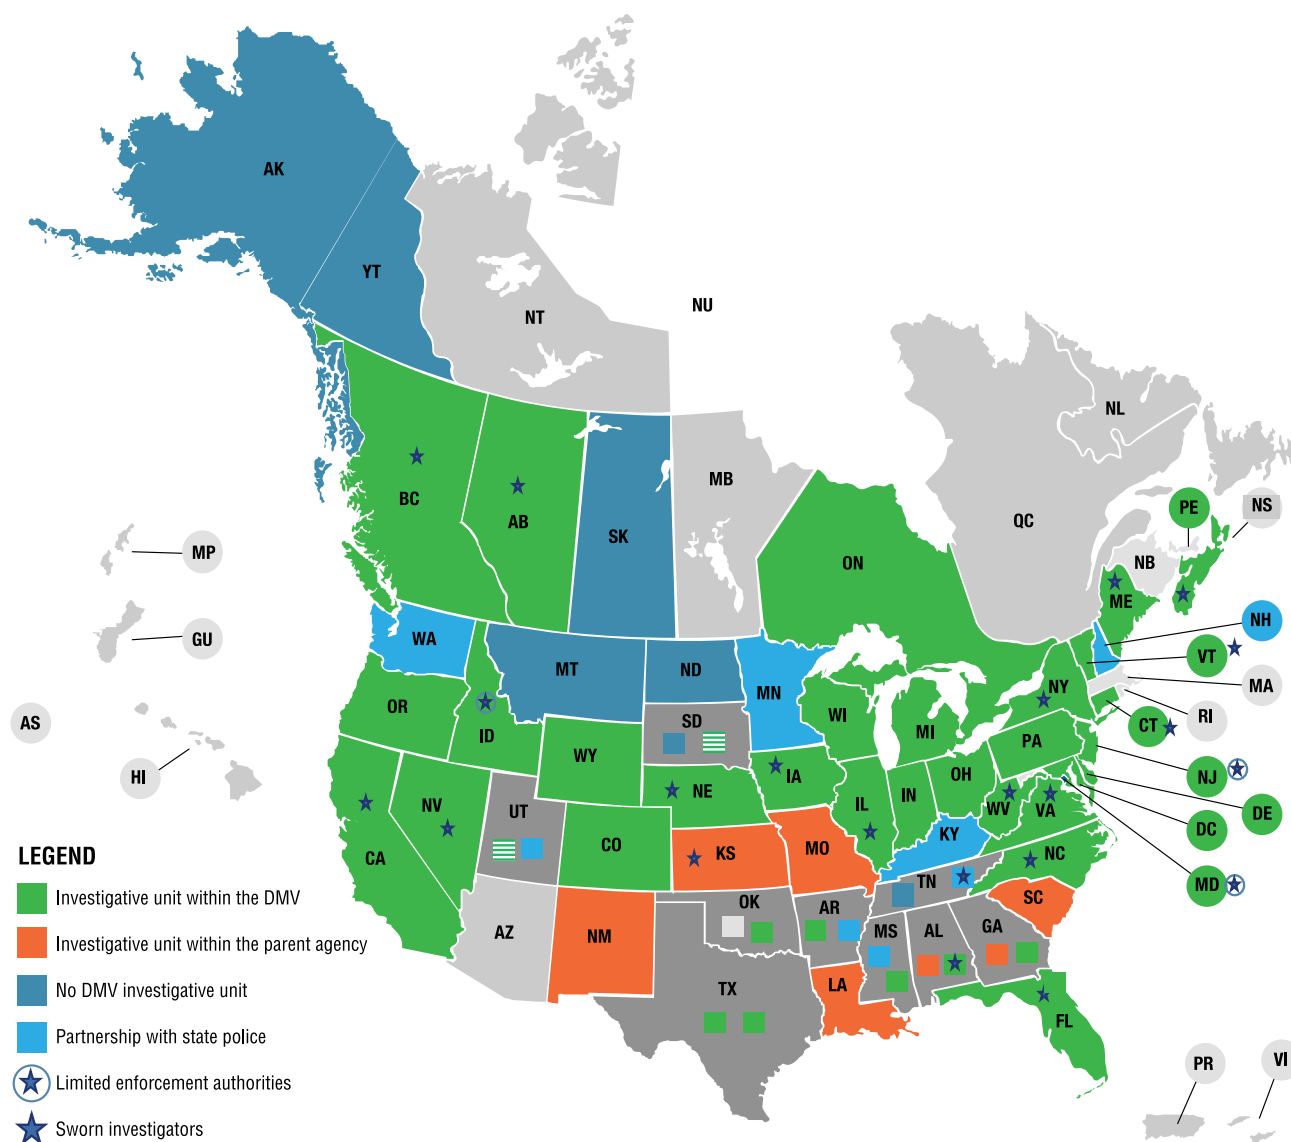 AK
YT
NT
NU
NL
MB
QC
BC
AB
SK
ON
PE
NS
NB
ME
MP
GU
AS
HI
NH
VT
MA
RI
CT
NJ
DE
DC
MD
WA
MT
ND
MN
OR
ID
SD
WI
MI
NY
WY
PA
IA
NE
OH
IL
IN
WV
VA
NV
UT
CA
CO
KS
MO
KY
NC
TN
SC
AZ
NM
OK
AR
MS
AL
GA
TX
LA
FL
PR
VI
LEGEND
Investigative unit within the DMV
Investigative unit within the parent agency
No DMV investigative unit
Partnership with state police
Limited enforcement authorities
Sworn investigators